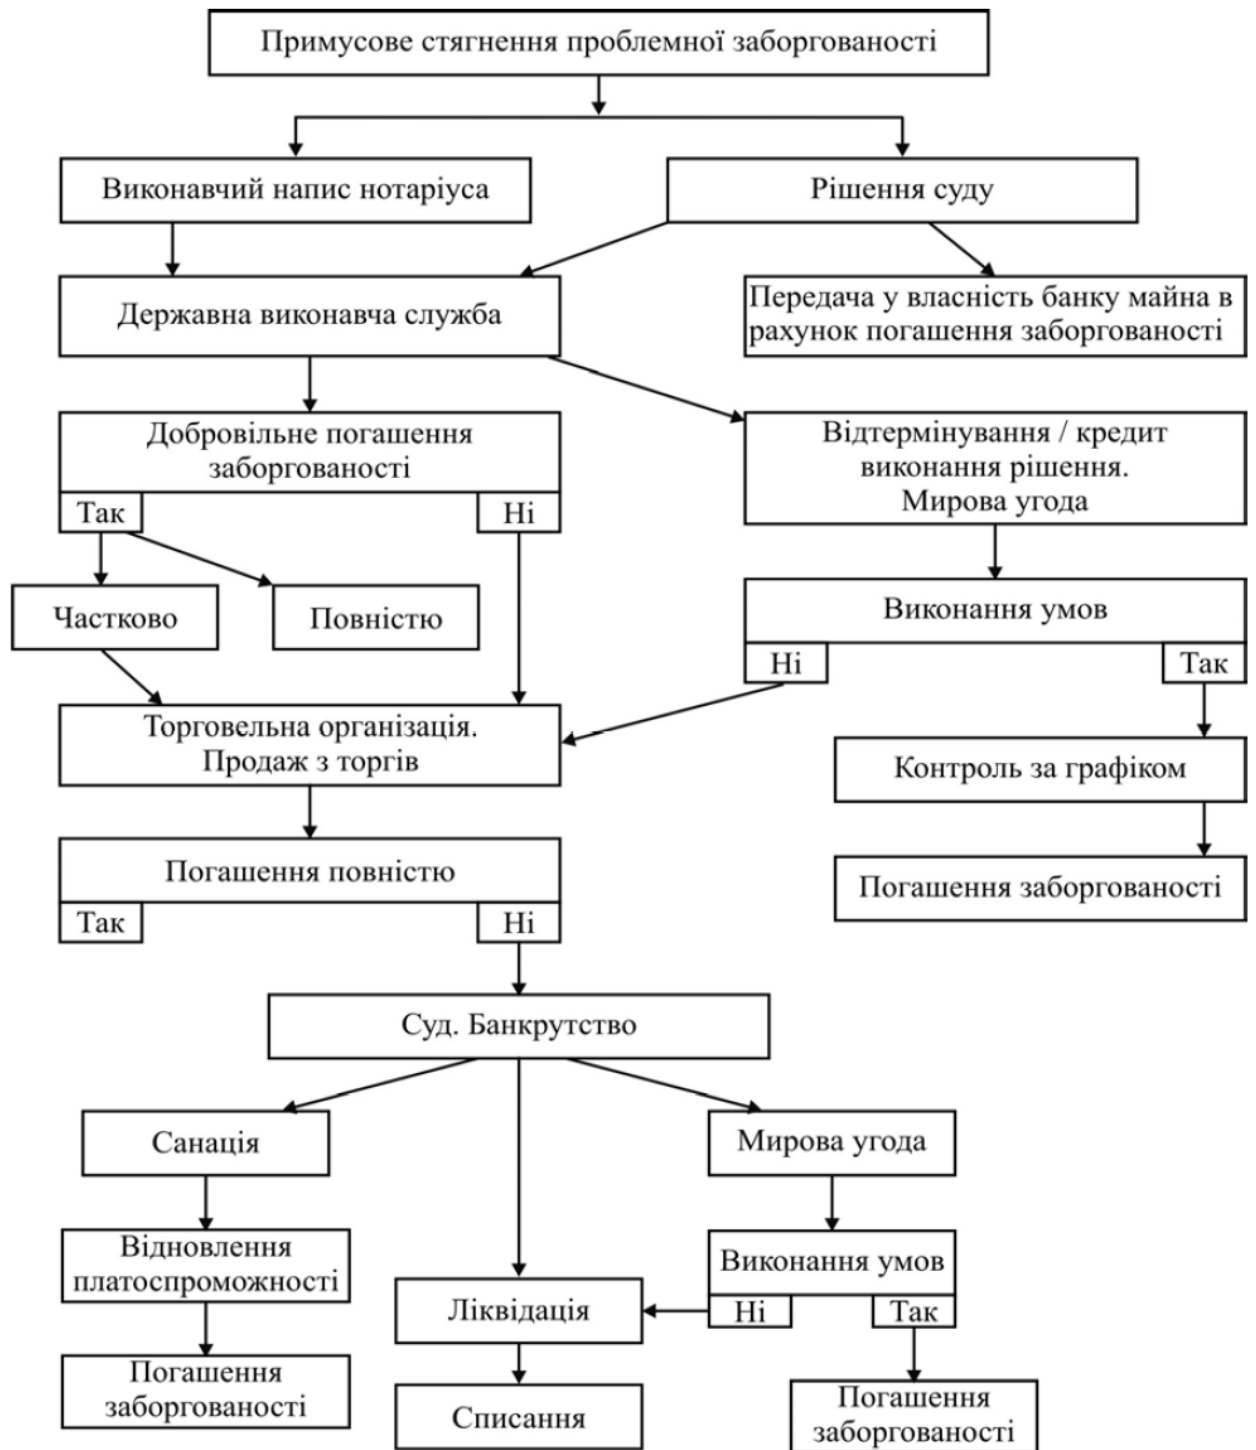 Примусове стягнення проблемної заборгованості
Виконавчий напис нотаріуса
Рішення суду
Державна виконавча служба
Передача у власність банку майна в
рахунок погашення заборгованості
Добровільне погашення
заборгованості
Так
Ні
Відтермінування / кредит
виконання рішення.
Мирова угода
Частково
Повністю
Виконання умов
Ні
Так
Торговельна організація.
Продаж з торгів
Контроль за графіком
Погашення повністю
Так
Ні
Погашення заборгованості
Суд. Банкрутство
Санація
Мирова угода
Відновлення
платоспроможності
Виконання умов
Ні
Так
Ліквідація
Погашення
заборгованості
Списання
Погашення
заборгованості